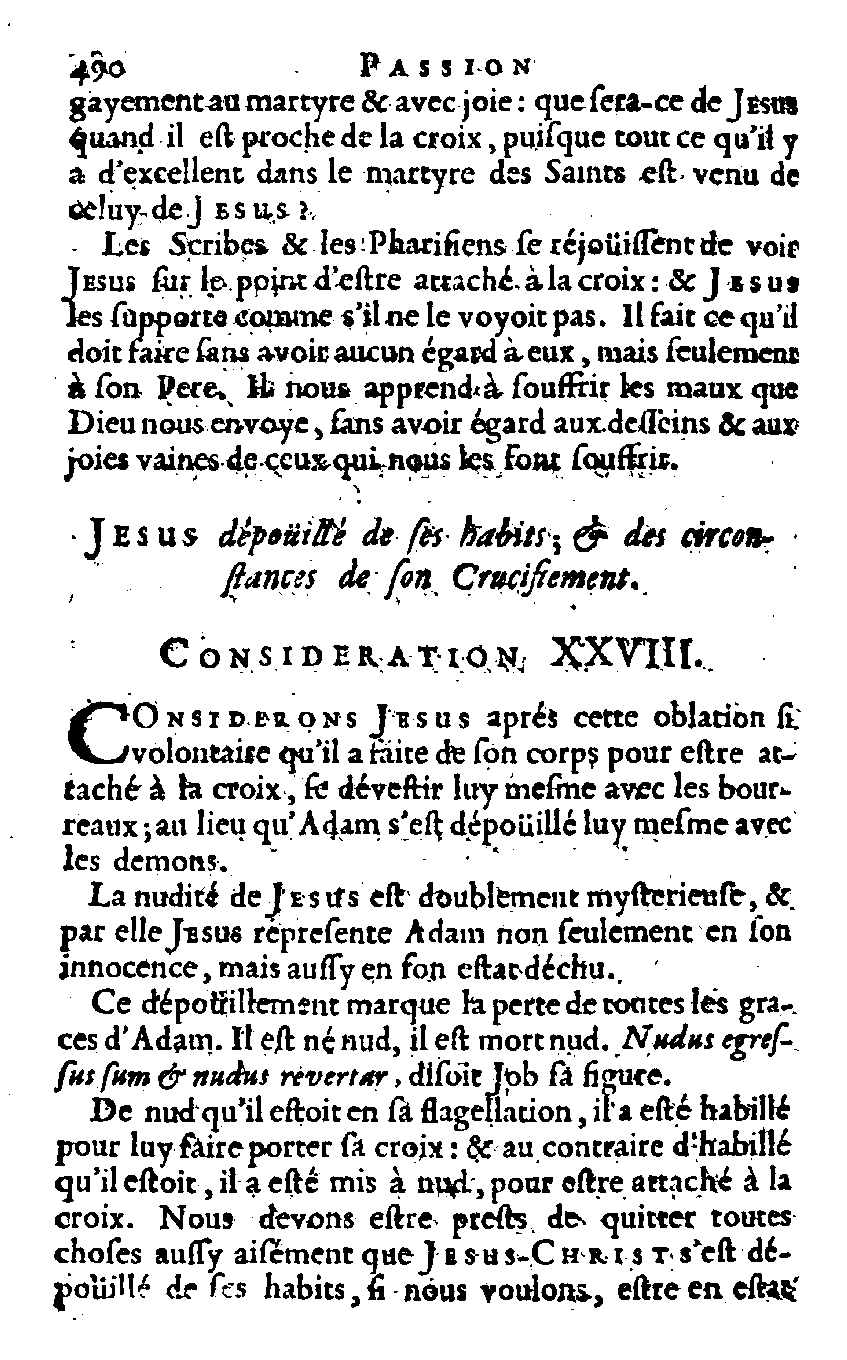 490 PASSION
gayement au martyre & avec joie : que ſera-ce de JESUS
quand il eſt proche de la croix, puiſque tout ce qu'il y
a d'excellent dans le martyre des Saints eſt venu de
celuy de JESUS ?
Les Scribes & les Phariſiens ſe réjoüiſſent de voir
JESUS ſur le point d'eſtre attaché à la croix : & JESUS
les ſupporte comme s'il ne le voyoit pas. Il fait ce qu'il
doit faire ſans avoir aucun égard à eux, mais ſeulement
à ſon Pere. Il nous apprend à ſouffrir les maux que
Dieu nous envoye, ſans avoir égard aux deſſeins & aux
joies vaines de ceux qui nous les font ſouffrir.
JESUS dépoüillé de ſes habits ; & des circon-
ſtances de ſon Crucifiement.
CONSIDERATION XXVIII.
CONSIDERONS JESUS aprés cette oblation ſi
volontaire qu'il a faite de ſon corps pour eſtre at-
taché à la croix, ſe déveſtir luy meſme avec les bour-
reaux ; au lieu qu'Adam s'eſt dépoüillé luy meſme avec
les demons.
La nudité de JESUS eſt doublement myſterieuſe, &
par elle JESUS repreſente Adam non ſeulement en ſon
innocence, mais auſſy en ſon eſtat déchu.
Ce dépoüillement marque la perte de toutes les gra-
ces d'Adam. Il eſt né nud, il eſt mort nud. Nudus egreſ-
ſus ſum & nudus revertar, diſoit Job ſa figure.
De nud qu'il eſtoit en ſa flagellation, il a eſté habillé
pour luy faire porter ſa croix : & au contraire d'habillé
qu'il eſtoit, il a eſté mis à nud, pour eſtre attaché à la
croix. Nous devons eſtre preſts de quitter toutes
choſes auſſy aiſément que JESUS-CHRIST s'eſt dé-
poüillé de ſes habits, ſi nous voulons, eſtre en eſtat